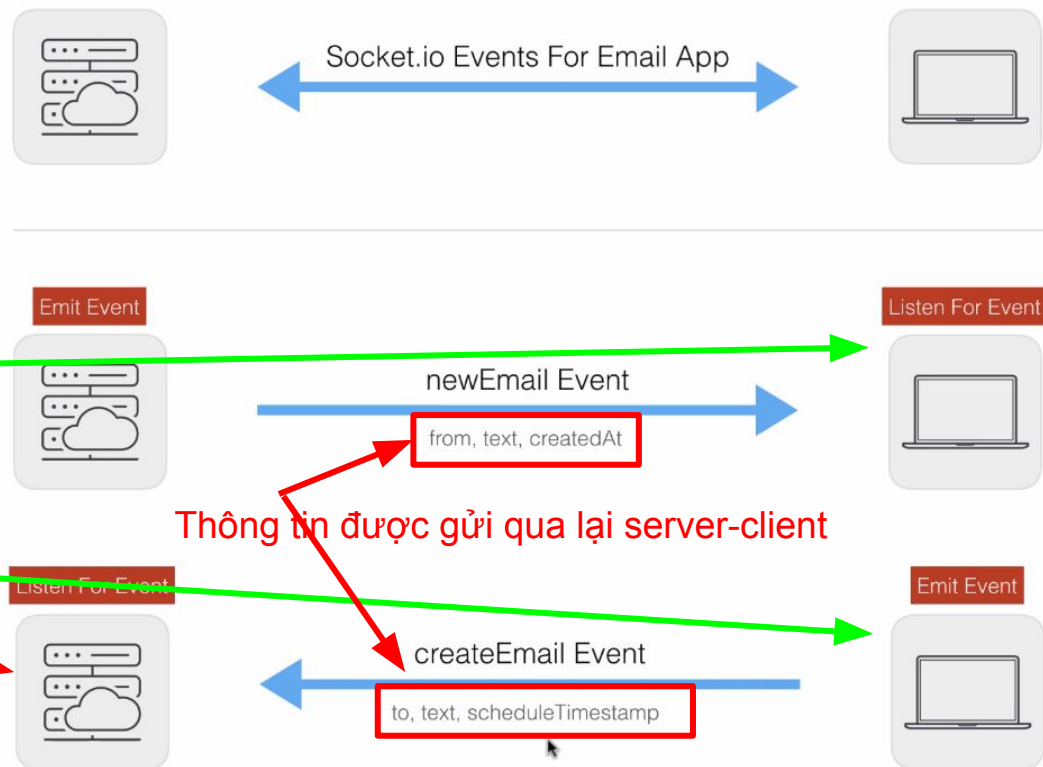 Socket.io Events For Email App
Emit Event
Listen For Event
newEmail Event
from, text, createdAt
Thông tin được gửi qua lại server-client
Listen For Event
Emit Event
createEmail Event
to, text, scheduleTimestamp